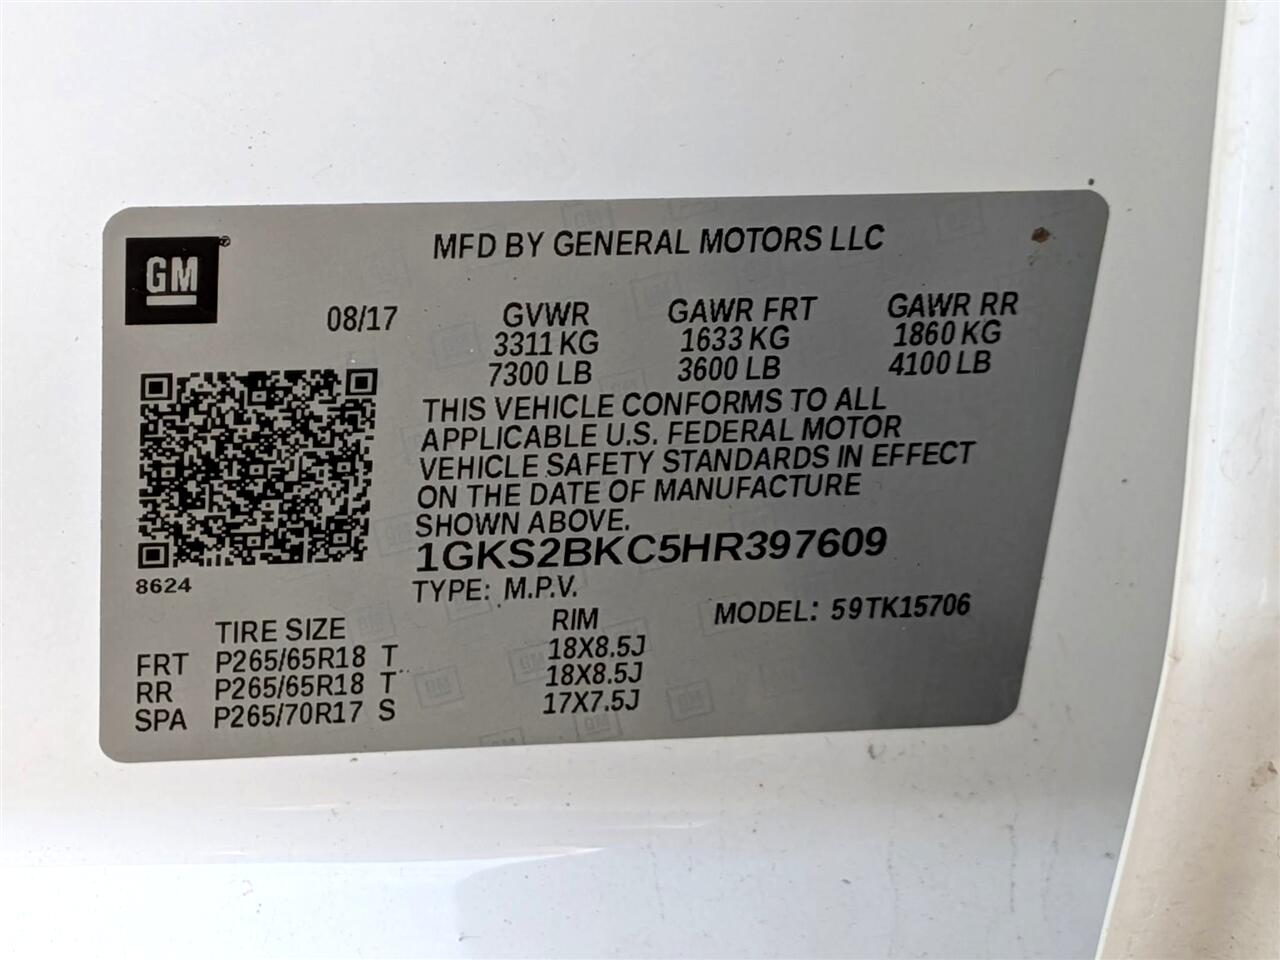 MFD BY GENERAL MOTORS LLC
GM
08/17
GVWR GAWR FRT GAWR RR
3311 KG 1633 KG 1860 KG
7300 LB 3600 LB 4100 LB
THIS VEHICLE CONFORMS TO ALL
APPLICABLE U.S. FEDERAL MOTOR
VEHICLE SAFETY STANDARDS IN EFFECT
ON THE DATE OF MANUFACTURE
SHOWN ABOVE.
1GKS2BKC5HR397609
8624
TYPE: M.P.V.
MODEL: 59TK15706
TIRE SIZE RIM
FRT P265/65R18 T 18X8.5J
RR P265/65R18 T 18X8.5J
SPA P265/70R17 S 17X7.5J